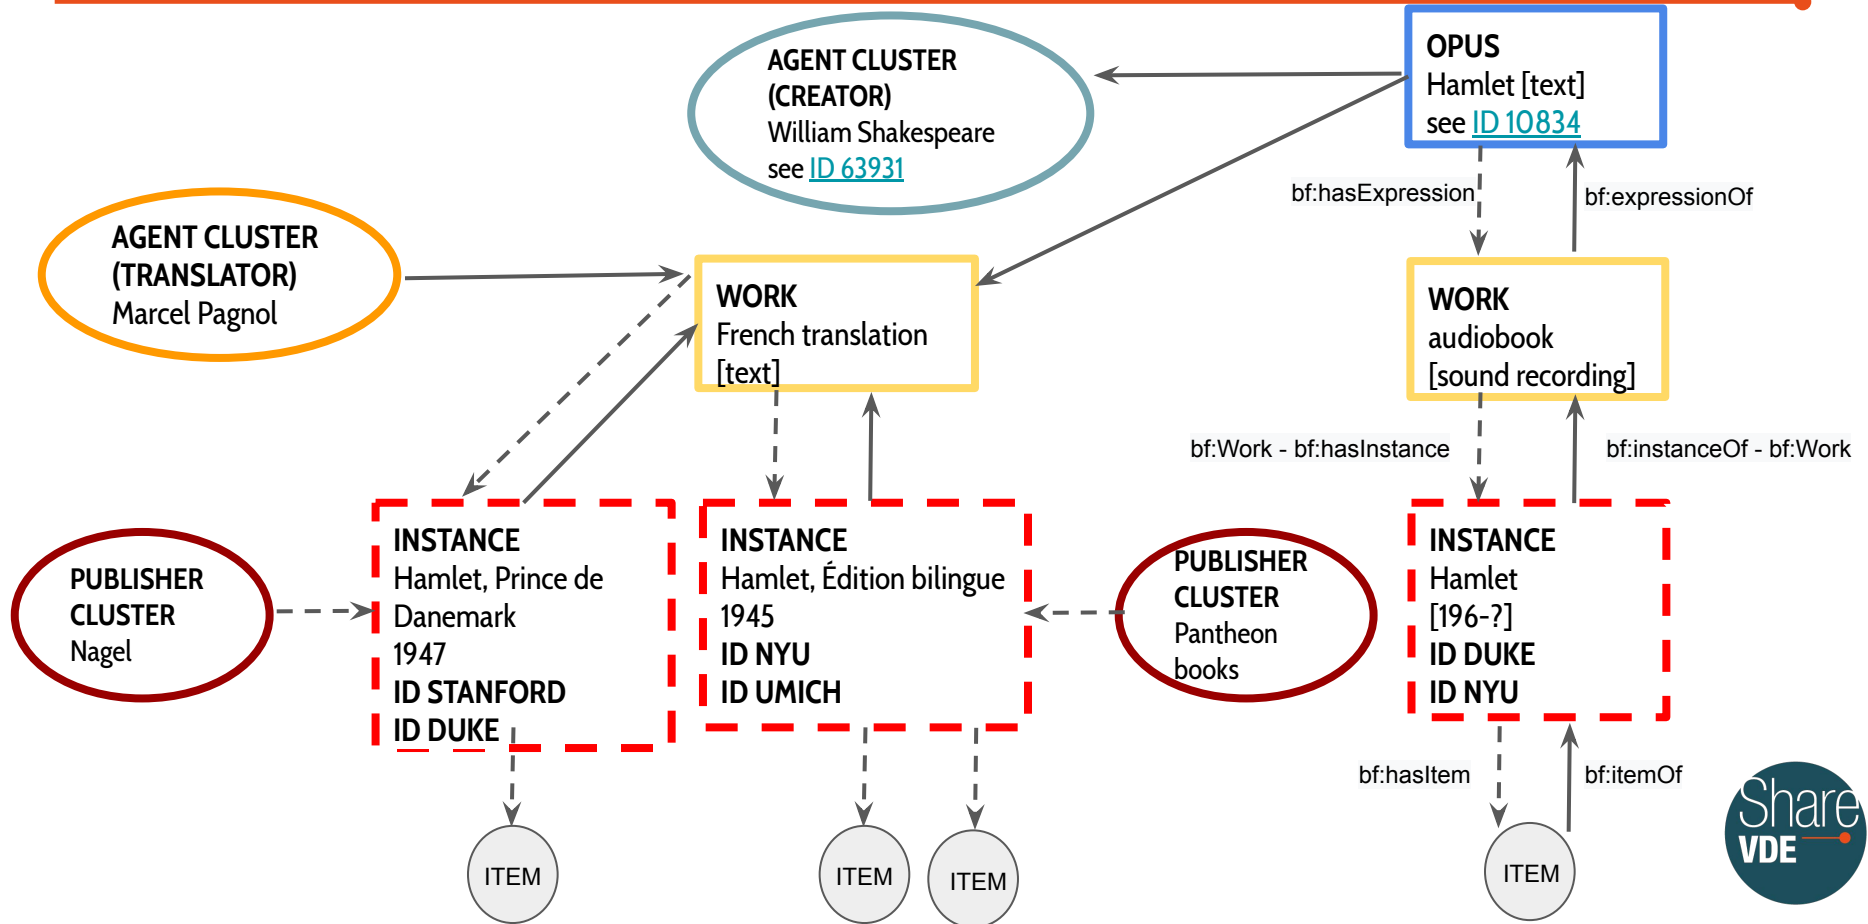 OPUS
Hamlet [text]
see ID 10834
AGENT CLUSTER
(CREATOR)
William Shakespeare
see ID 63931
bf:hasExpression
bf:expressionOf
AGENT CLUSTER
(TRANSLATOR)
Marcel Pagnol
WORK
French translation
[text]
WORK
audiobook
[sound recording]
bf:Work - bf:hasInstance
bf:instanceOf - bf:Work
PUBLISHER
CLUSTER
Nagel
INSTANCE
Hamlet, Prince de
Danemark
1947
ID STANFORD
ID DUKE
INSTANCE
Hamlet, Édition bilingue
1945
ID NYU
ID UMICH
PUBLISHER
CLUSTER
Pantheon
books
INSTANCE
Hamlet
[196-?]
ID DUKE
ID NYU
bf:hasItem
bf:itemOf
ITEM
ITEM
ITEM
ITEM
Share
VDE